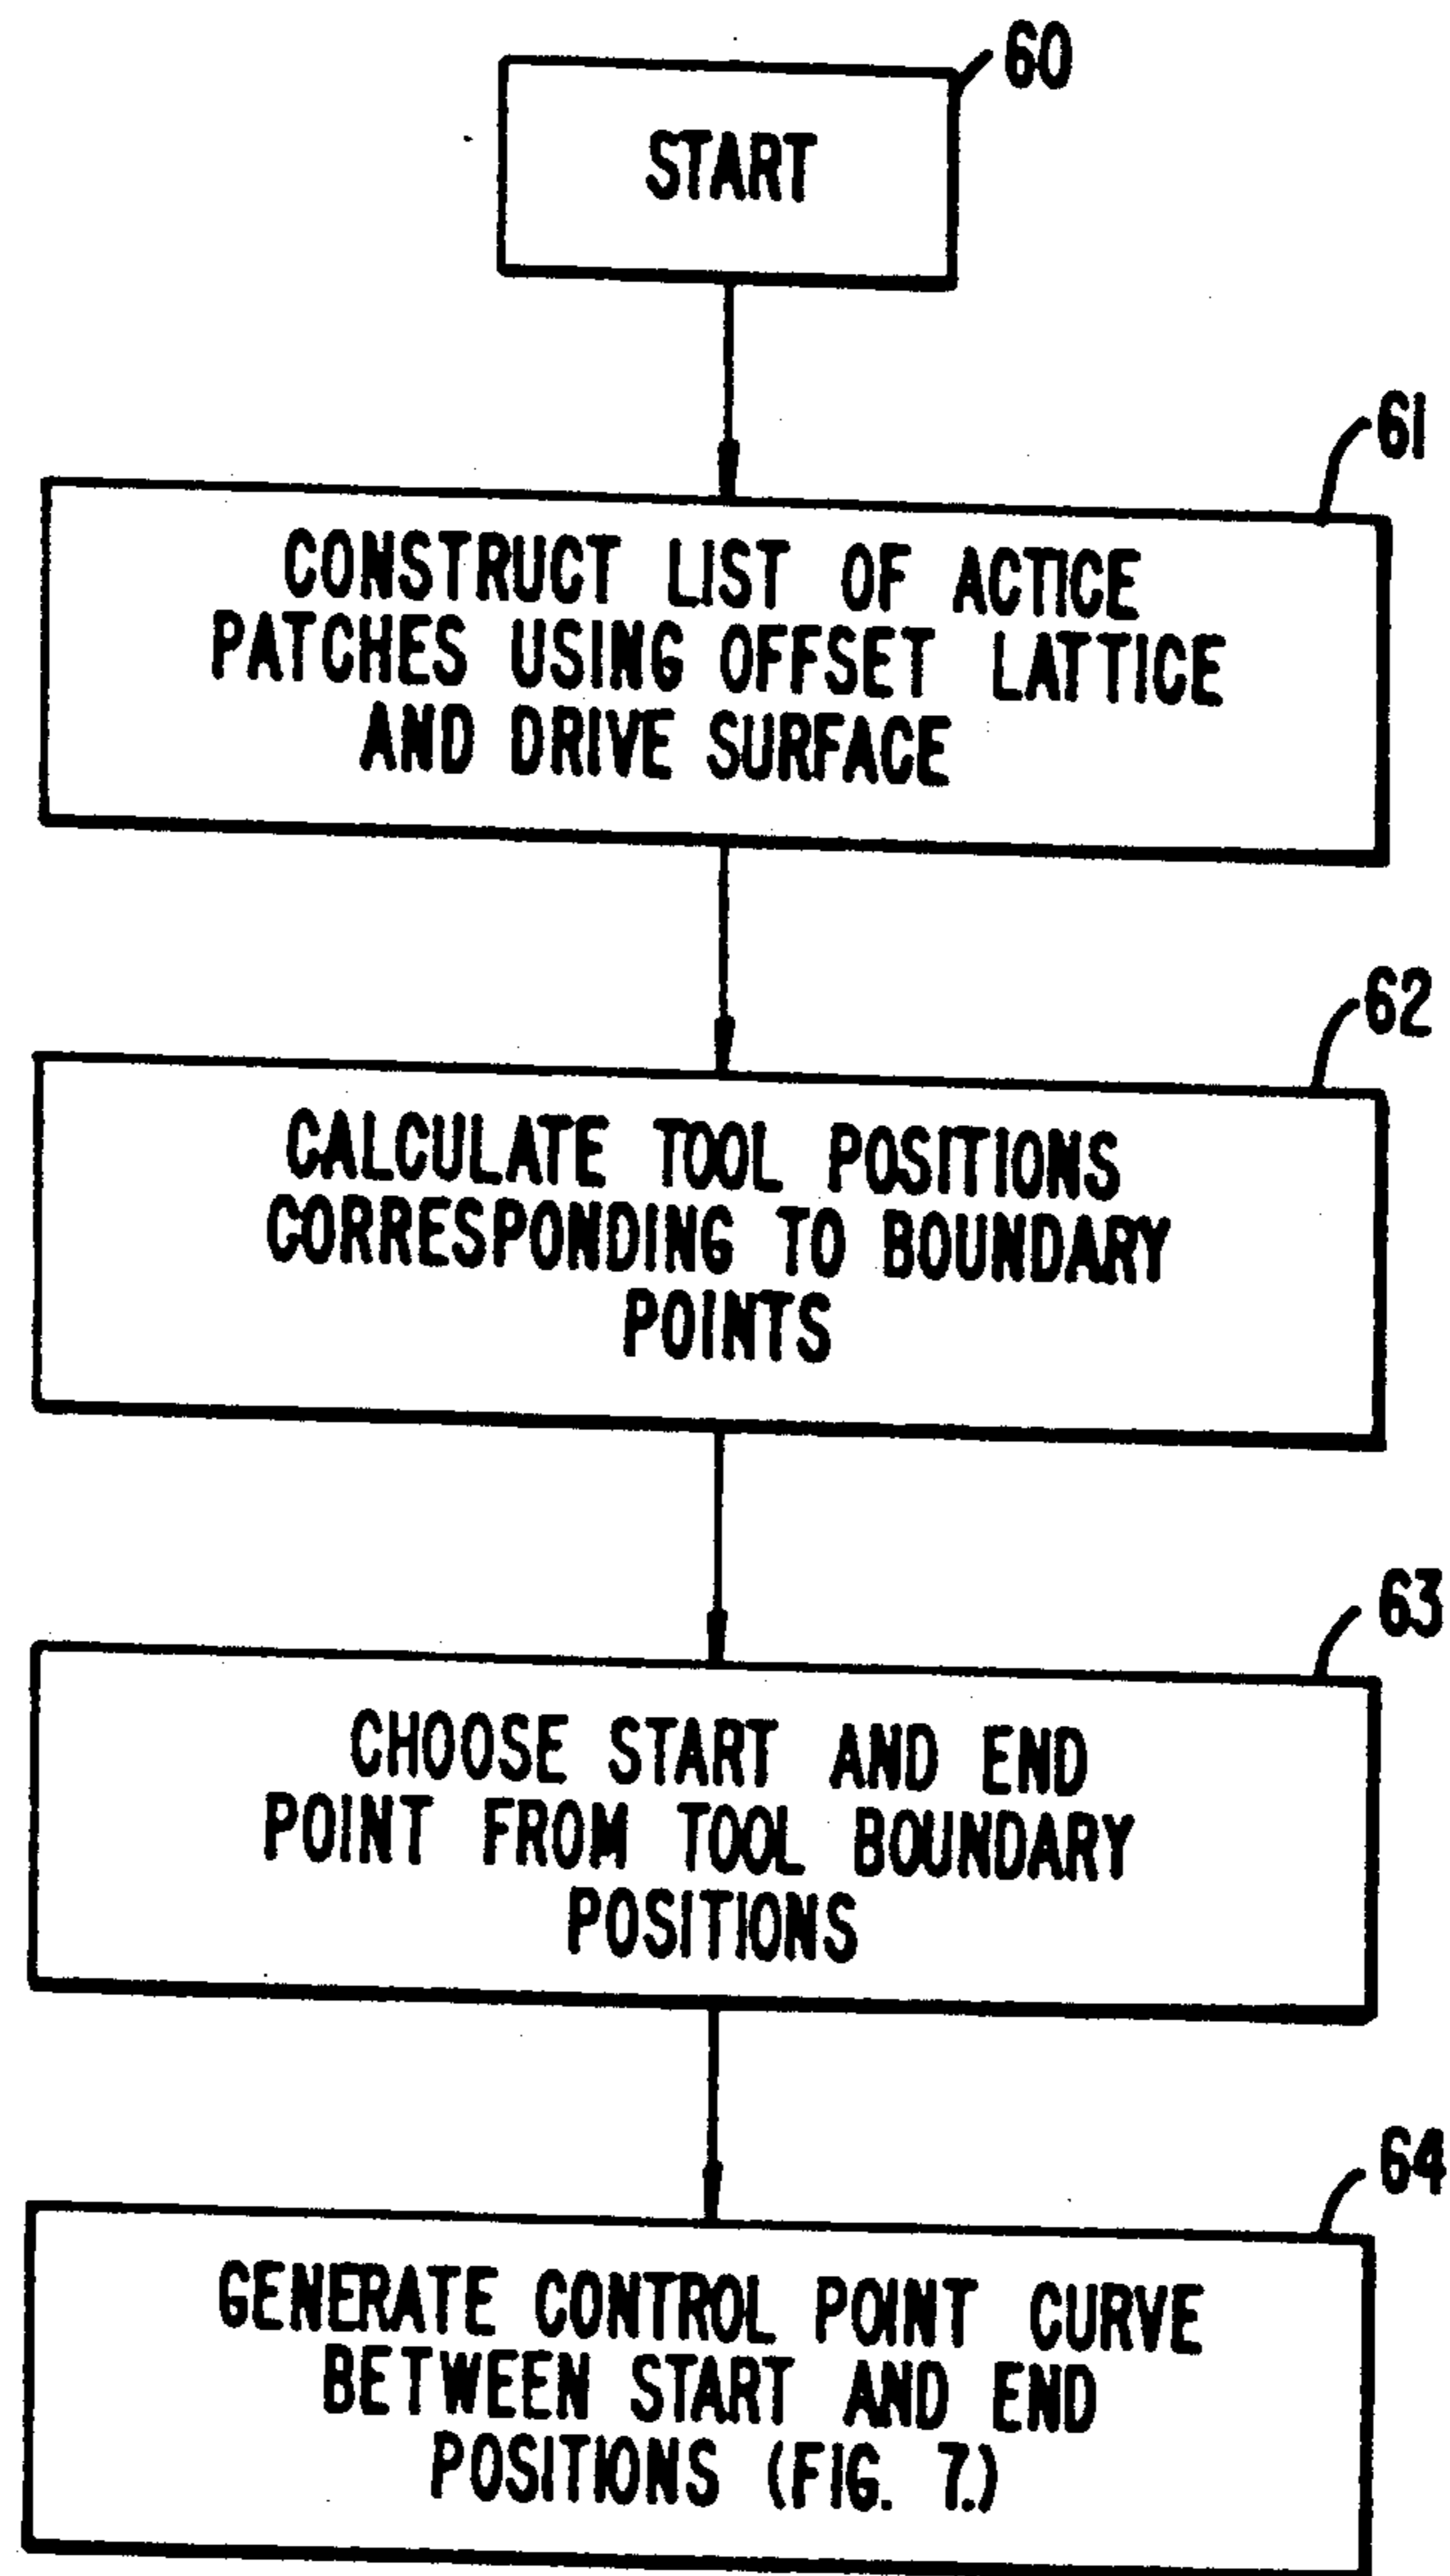 60
START
61
CONSTRUCT LIST OF ACTICE
PATCHES USING OFFSET LATTICE
AND DRIVE SURFACE
62
CALCULATE TOOL POSITIONS
CORRESPONDING TO BOUNDARY
POINTS
63
CHOOSE START AND END
POINT FROM TOOL BOUNDARY
POSITIONS
64
GENERATE CONTROL POINT CURVE
BETWEEN START AND END
POSITIONS (FIG. 7.)